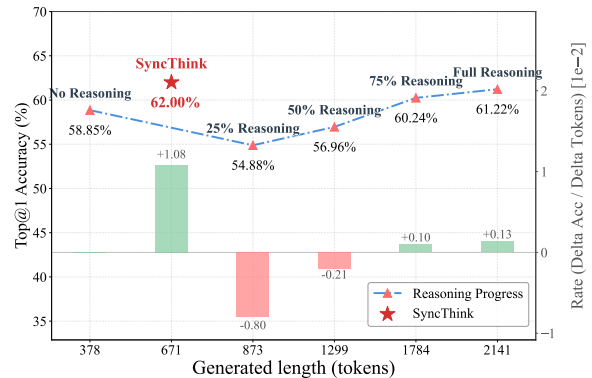 Top@1 Accuracy (%)
70
65
60
55
50
45
40
35
No Reasoning
58.85%
SyncThink
62.00%
25% Reasoning
54.88%
50% Reasoning
56.96%
75% Reasoning
60.24%
Full Reasoning
61.22%
+1.08
-0.80
-0.21
+0.10
+0.13
Reasoning Progress
SyncThink
2
1
0
−1
Rate (Delta Acc / Delta Tokens) [1e−2]
378 671 873 1299 1784 2141
Generated length (tokens)